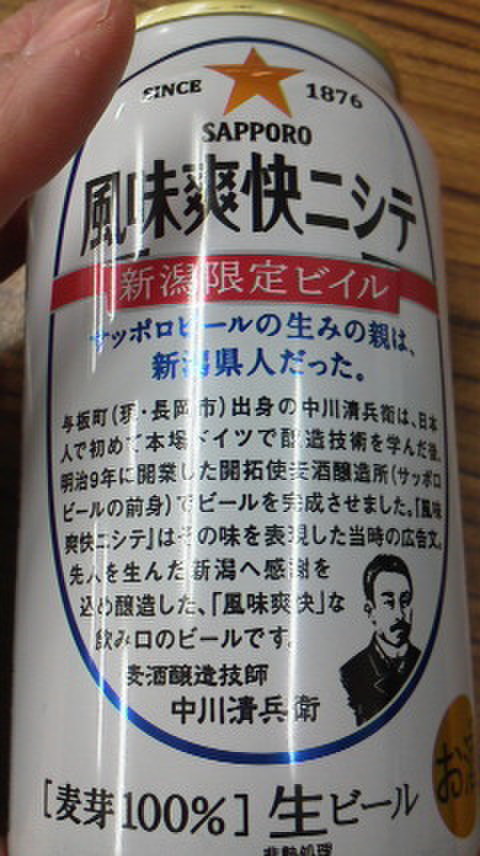 SINCE 1876
SAPPORO
風味爽快ニシテ
新潟限定ビイル
サッポロビールの生みの親は、
新潟県人だった。
与板町(現・長岡市)出身の中川清兵衛は、日本
人で初めて本場ドイツで醸造技術を学んだ後、
明治9年に開業した開拓使麦酒醸造所(サッポロ
ビールの前身)でビールを完成させました。「風味
爽快ニシテ」はその味を表現した当時の広告文。
先人を生んだ新潟へ感謝を
込め醸造した、「風味爽快」な
飲み口のビールです。
麦酒醸造技師
中川清兵衛
お酒
[麦芽100%]生ビール
非熱処理